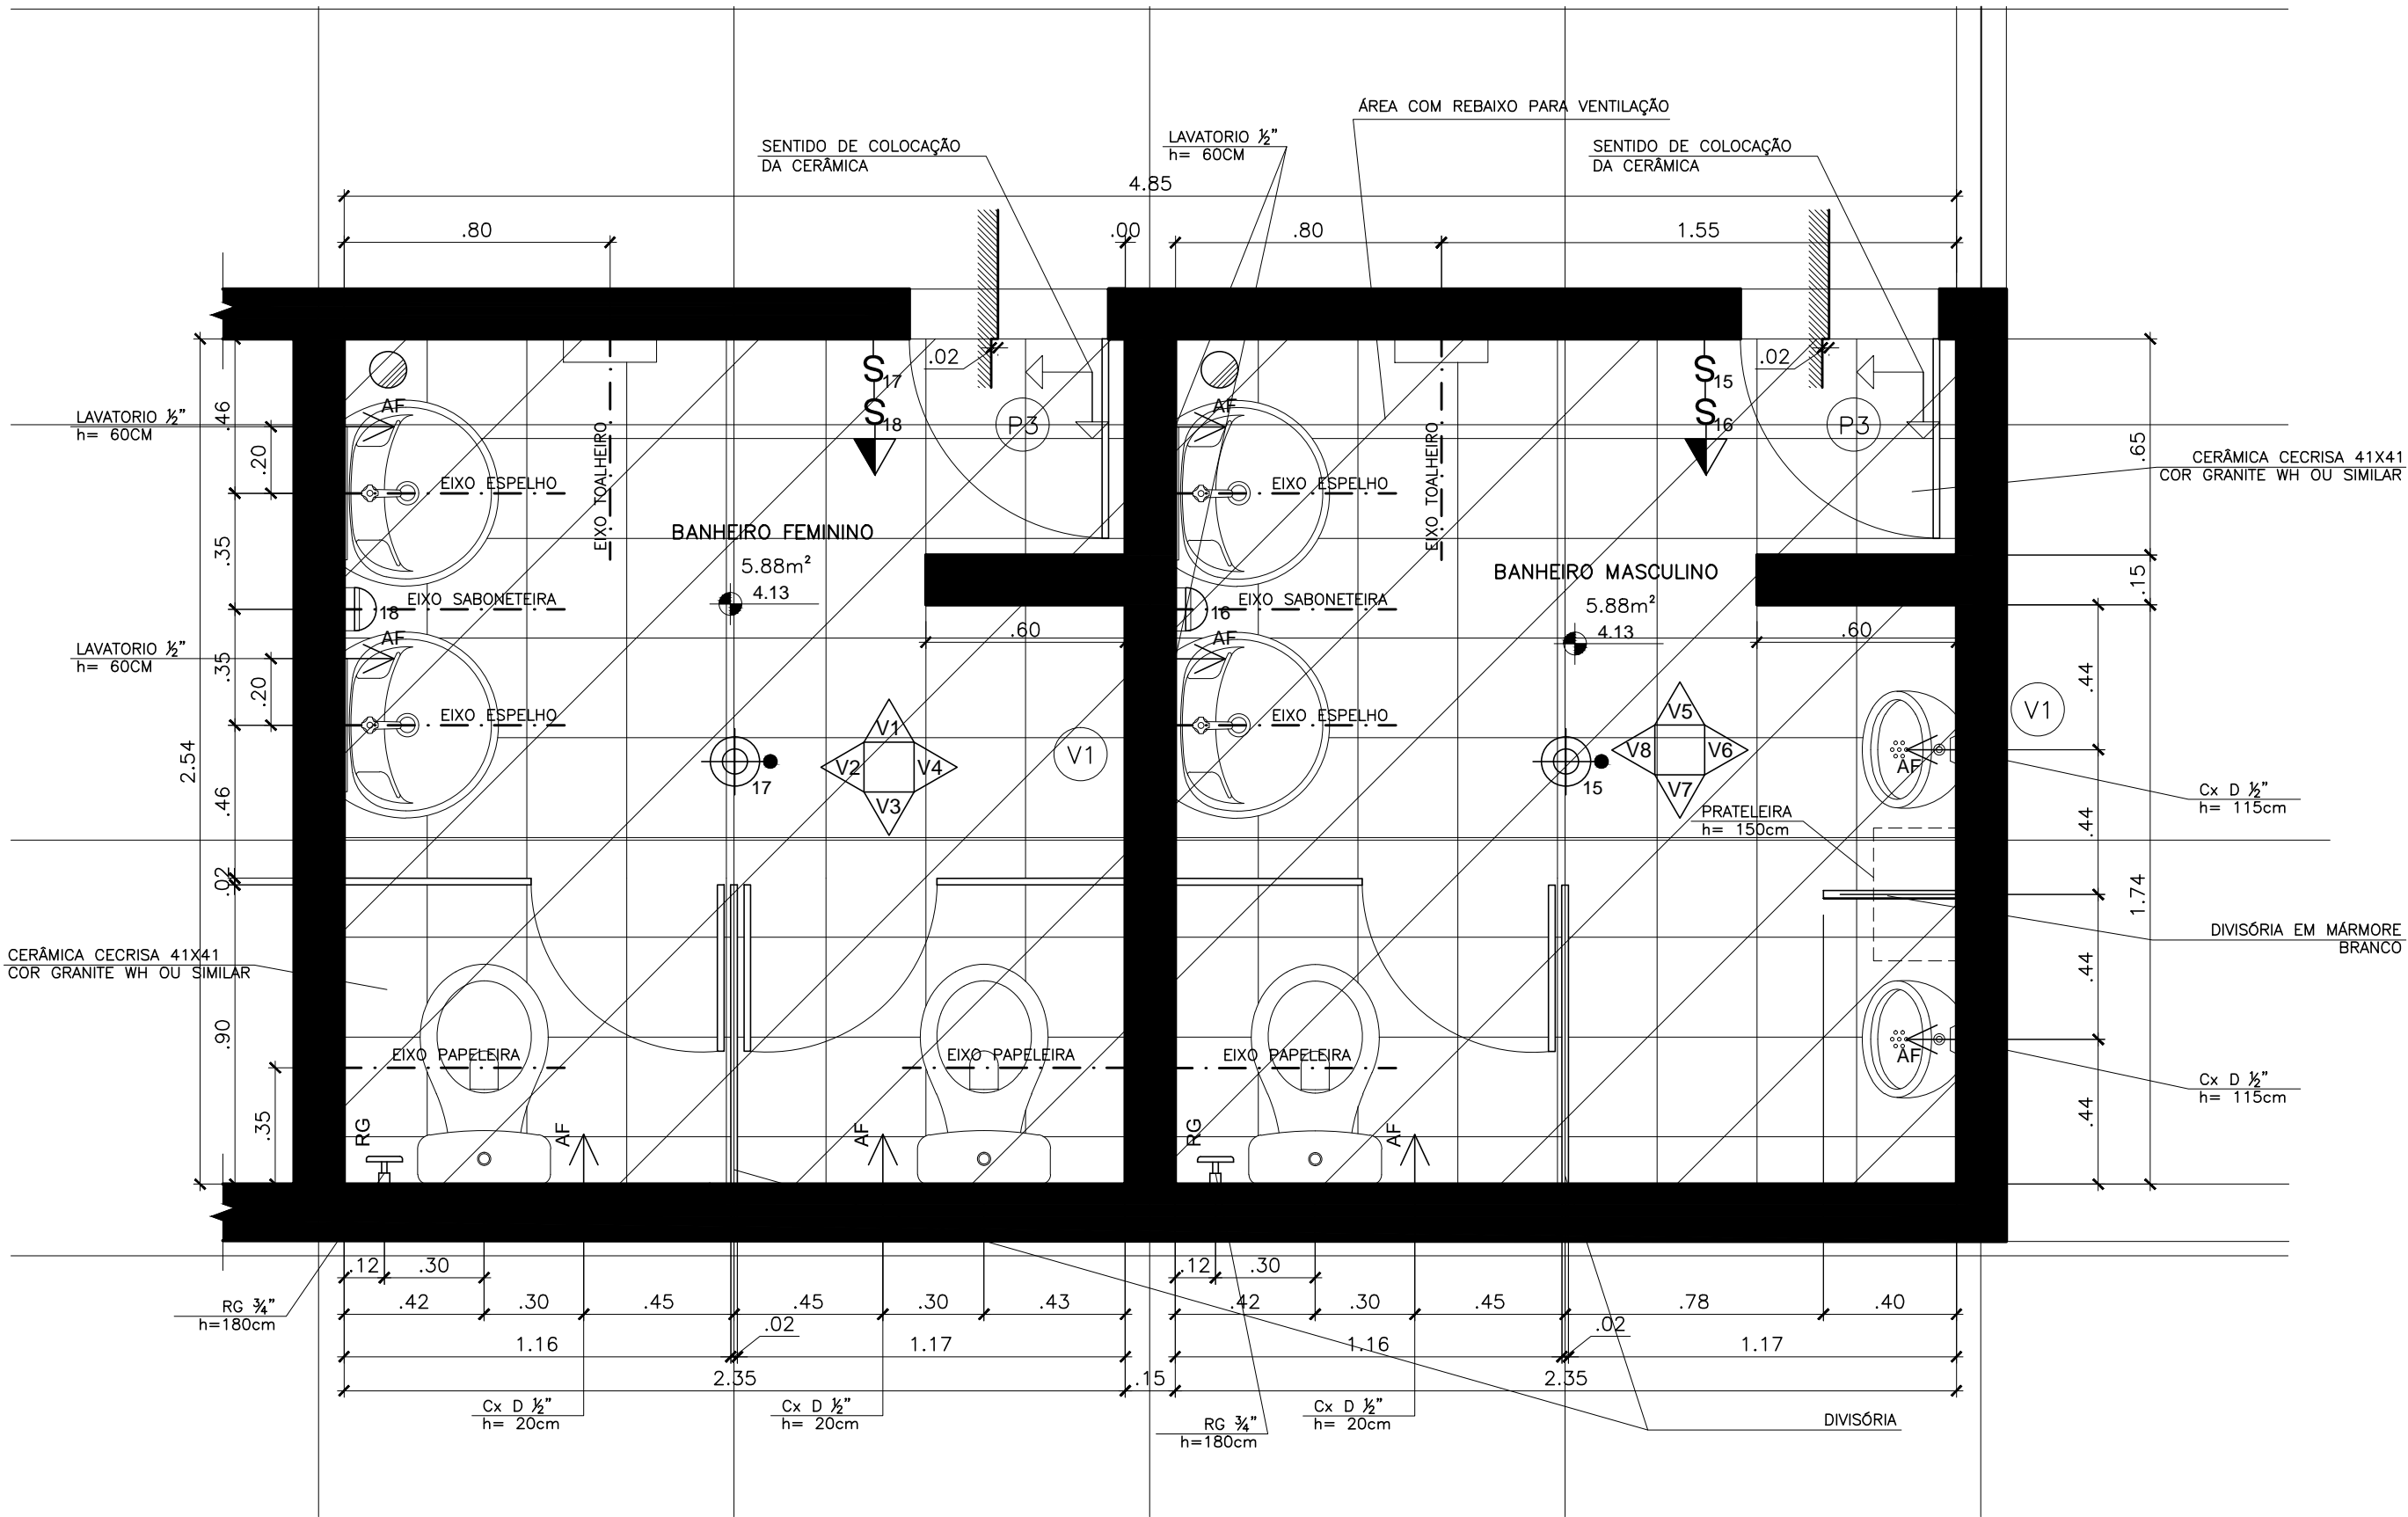 ÁREA COM REBAIXO PARA VENTILAÇÃO
SENTIDO DE COLOCAÇÃO
DA CERÂMICA
LAVATORIO ½"
h= 60CM
SENTIDO DE COLOCAÇÃO
DA CERÂMICA
4.85
.80
.00
.80
1.55
.02
.02
S17
S18
S15
S16
P3
P3
AF
AF
LAVATORIO ½"
h= 60CM
.46
.20
.35
EIXO ESPELHO
EIXO TOALHEIRO
EIXO ESPELHO
EIXO TOALHEIRO
.65
CERÂMICA CECRISA 41X41
COR GRANITE WH OU SIMILAR
BANHEIRO FEMININO
5.88m²
4.13
BANHEIRO MASCULINO
5.88m²
4.13
.15
18
EIXO SABONETEIRA
16
EIXO SABONETEIRA
AF
AF
.60
.60
LAVATORIO ½"
h= 60CM
.35
.20
2.54
.46
EIXO ESPELHO
EIXO ESPELHO
17
15
V1
V2
V4
V3
V1
V5
V8
V6
V7
V1
.44
AF
Cx D ½"
h= 115cm
PRATELEIRA
h= 150cm
.44
.02
1.74
DIVISÓRIA EM MÁRMORE
BRANCO
CERÂMICA CECRISA 41X41
COR GRANITE WH OU SIMILAR
.90
.44
EIXO PAPELEIRA
EIXO PAPELEIRA
EIXO PAPELEIRA
AF
Cx D ½"
h= 115cm
.35
RG
AF
AF
RG
AF
.44
.12
.30
.12
.30
RG ¾"
h=180cm
.42
.30
.45
.45
.30
.43
.42
.30
.45
.78
.40
1.16
.02
1.17
1.16
.02
1.17
2.35
.15
2.35
Cx D ½"
h= 20cm
Cx D ½"
h= 20cm
RG ¾"
h=180cm
Cx D ½"
h= 20cm
DIVISÓRIA